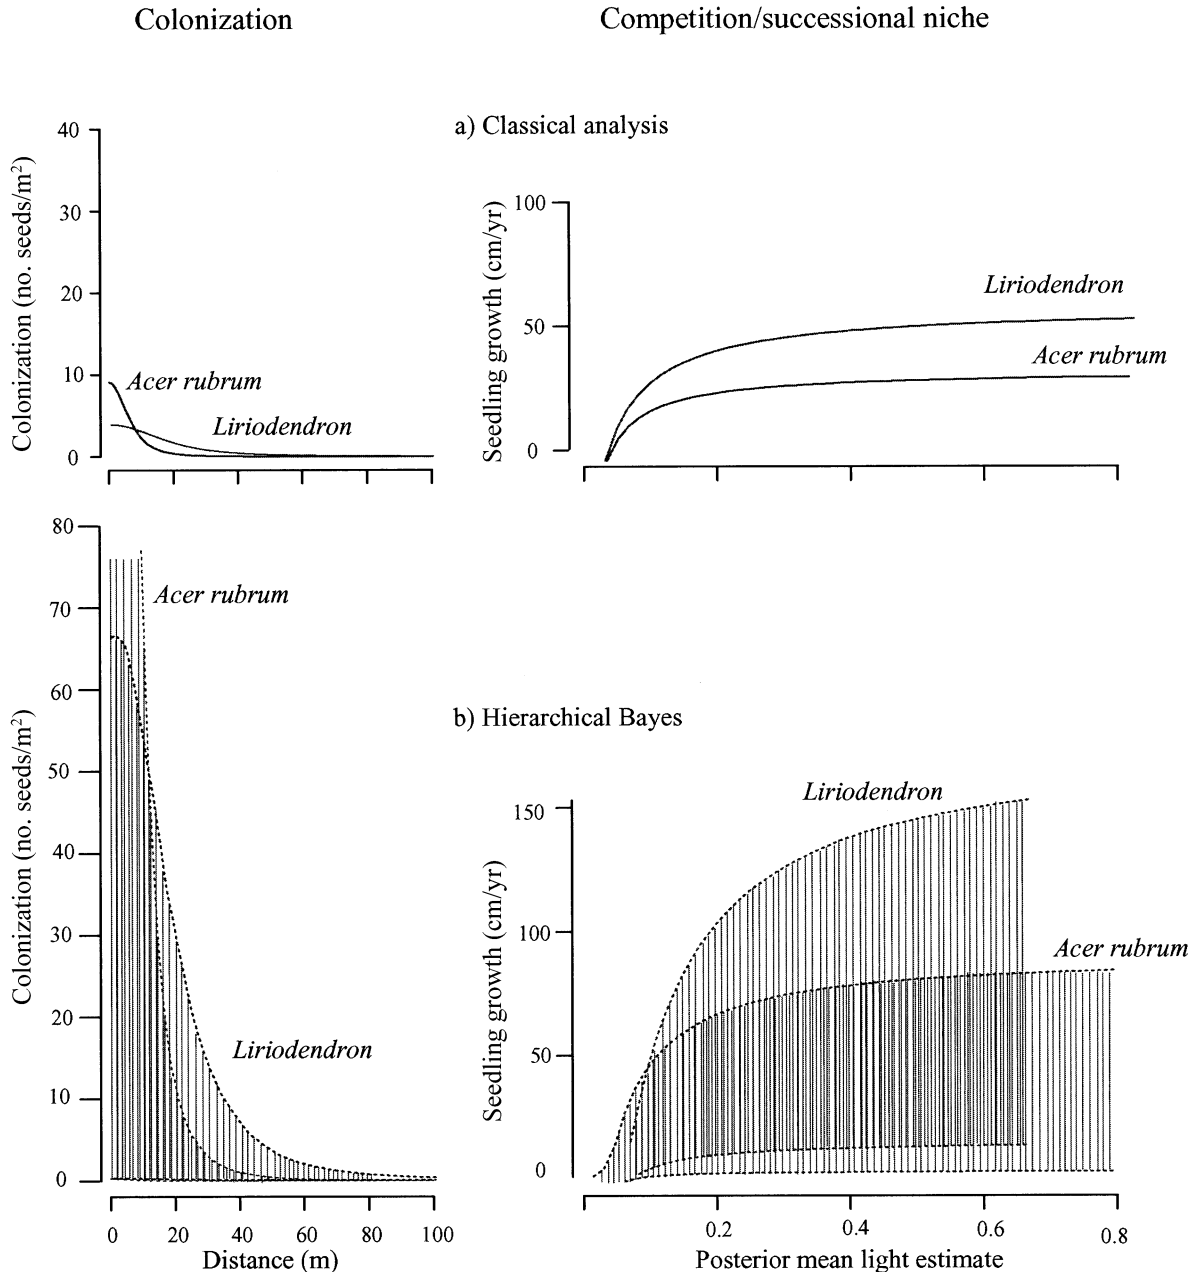 Colonization
Competition/successional niche
a) Classical analysis
Colonization (no. seeds/m²)
40
30
20
10
0
Acer rubrum
Liriodendron
Seedling growth (cm/yr)
100
50
0
Liriodendron
Acer rubrum
b) Hierarchical Bayes
Colonization (no. seeds/m²)
80
70
60
50
40
30
20
10
0
Acer rubrum
Liriodendron
0 20 40 60 80 100
Distance (m)
Seedling growth (cm/yr)
150
100
50
0
Liriodendron
Acer rubrum
0.2 0.4 0.6 0.8
Posterior mean light estimate